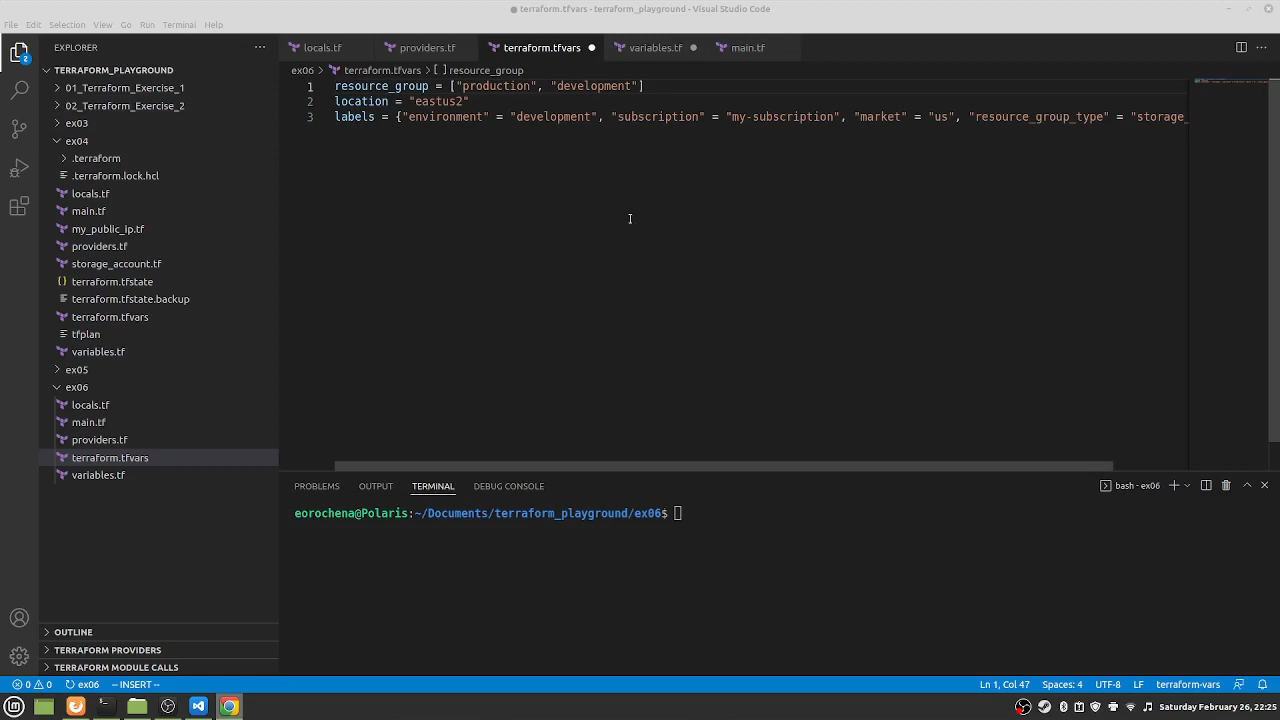 terraform.tfvars - terraform_playground - Visual Studio Code
File Edit Selection View Go Run Terminal Help
2
EXPLORER
TERRAFORM_PLAYGROUND
01_Terraform_Exercise_1
02_Terraform_Exercise_2
ex03
ex04
.terraform
.terraform.lock.hcl
locals.tf
main.tf
my_public_ip.tf
providers.tf
storage_account.tf
terraform.tfstate
terraform.tfstate.backup
terraform.tfvars
tfplan
variables.tf
ex05
ex06
locals.tf
main.tf
providers.tf
terraform.tfvars
variables.tf
OUTLINE
TERRAFORM PROVIDERS
TERRAFORM MODULE CALLS
locals.tf providers.tf terraform.tfvars variables.tf main.tf
ex06 > terraform.tfvars > [ ] resource_group
1 resource_group = ["production", "development"]
2 location = "eastus2"
3 labels = {"environment" = "development", "subscription" = "my-subscription", "market" = "us", "resource_group_type" = "storage_
PROBLEMS OUTPUT TERMINAL DEBUG CONSOLE
bash - ex06
eorochena@Polaris:~/Documents/terraform_playground/ex06$
0 0 ex06 -- INSERT -- Ln 1, Col 47 Spaces: 4 UTF-8 LF terraform-vars
Saturday February 26, 22:25